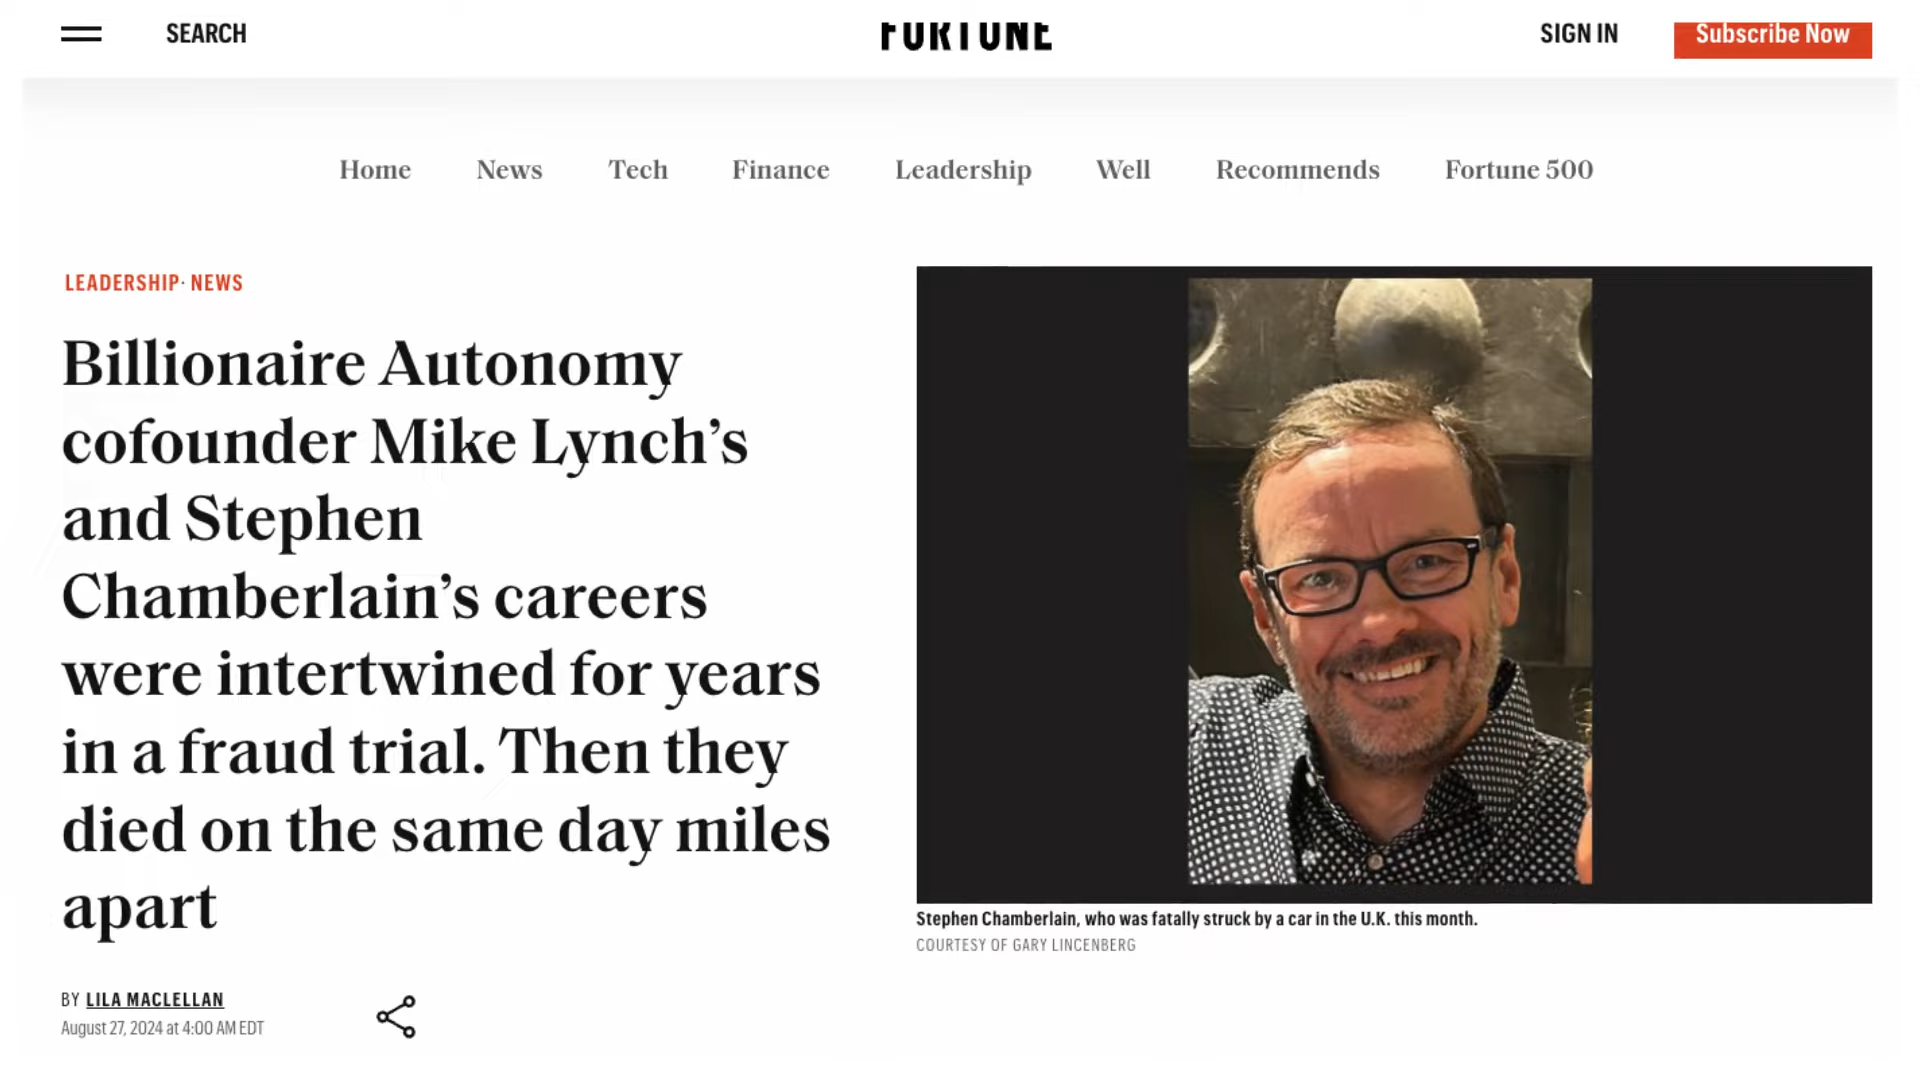 SEARCH
FORTUNE
SIGN IN
Subscribe Now
Home News Tech Finance Leadership Well Recommends Fortune 500
LEADERSHIP· NEWS
Billionaire Autonomy
cofounder Mike Lynch’s
and Stephen
Chamberlain’s careers
were intertwined for years
in a fraud trial. Then they
died on the same day miles
apart
BY LILA MACLELLAN
August 27, 2024 at 4:00 AM EDT
Stephen Chamberlain, who was fatally struck by a car in the U.K. this month.
COURTESY OF GARY LINCENBERG